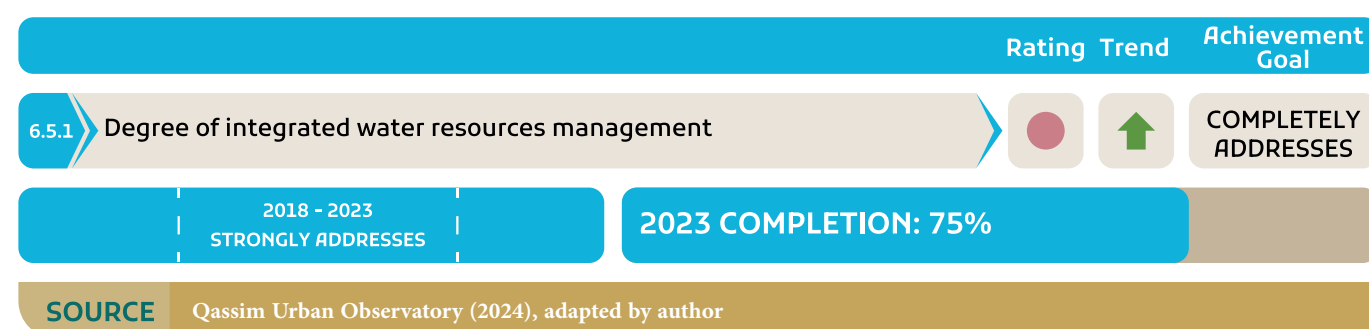 Rating Trend Achievement
Goal
6.5.1 Degree of integrated water resources management
COMPLETELY
ADDRESSES
2018 - 2023
STRONGLY ADDRESSES
2023 COMPLETION: 75%
SOURCE Qassim Urban Observatory (2024), adapted by author